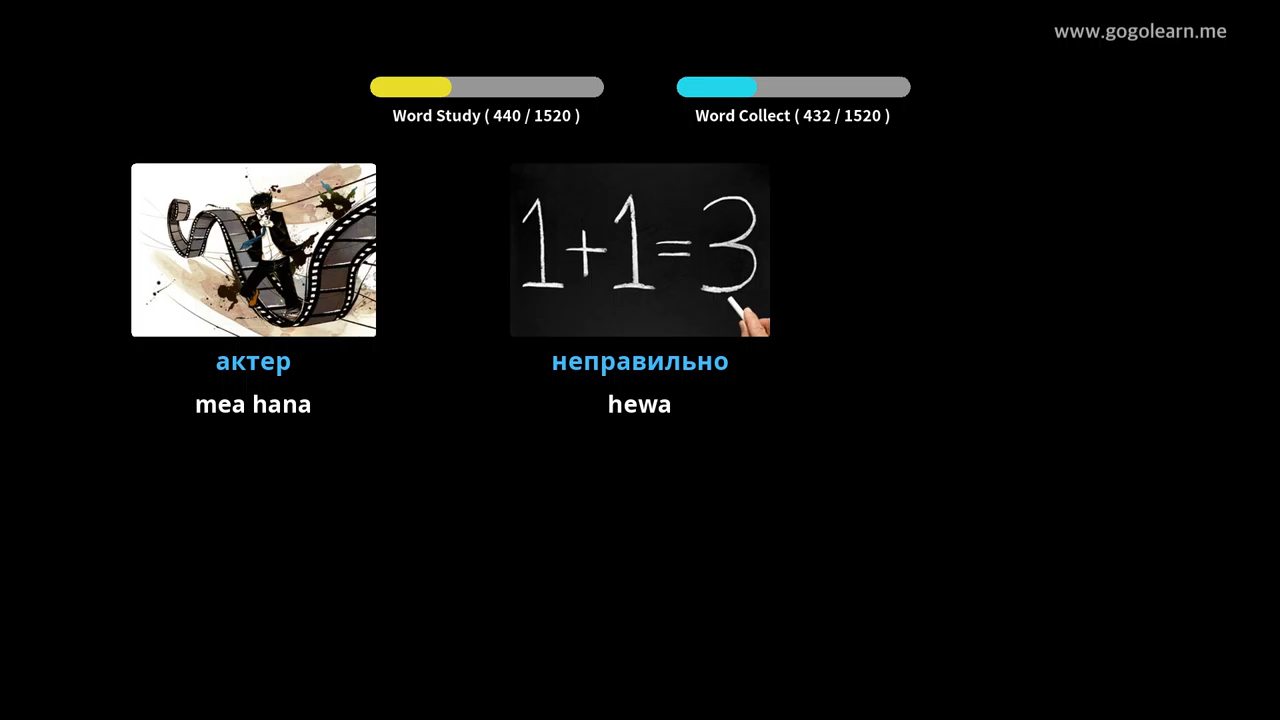 www.gogolearn.me
Word Study ( 440 / 1520 )
Word Collect ( 432 / 1520 )
1+1=3
актер
mea hana
неправильно
hewa